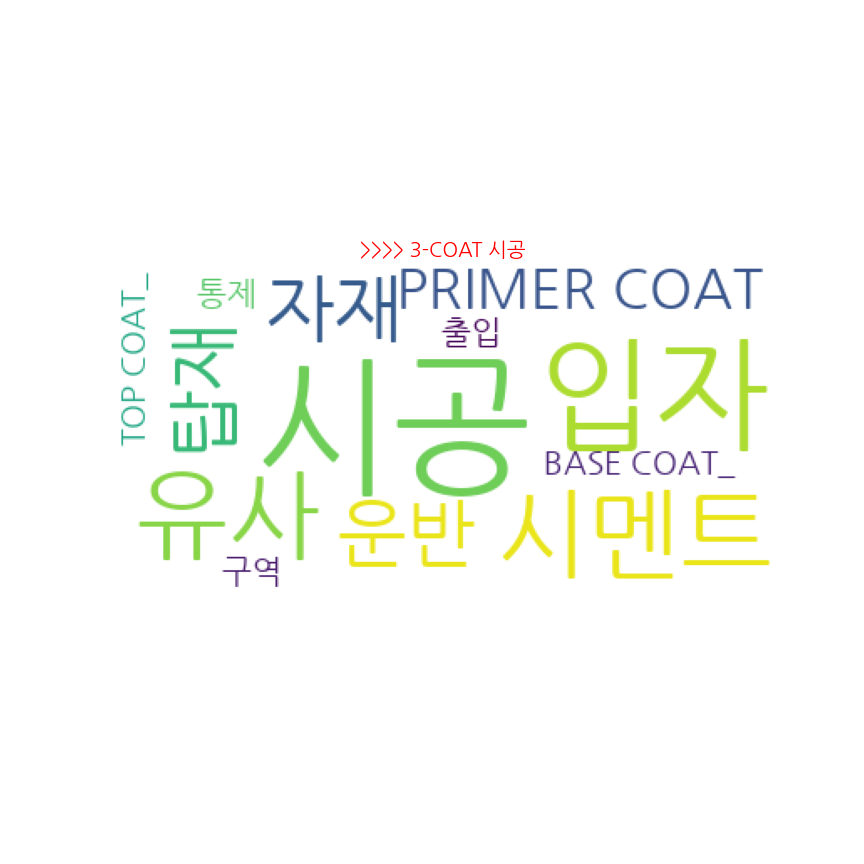 >>>> 3-COAT 시공
PRIMER COAT
자재
통제
TOP COAT_
출입
탑재
시공
입자
BASE COAT_
유사
운반
시멘트
구역